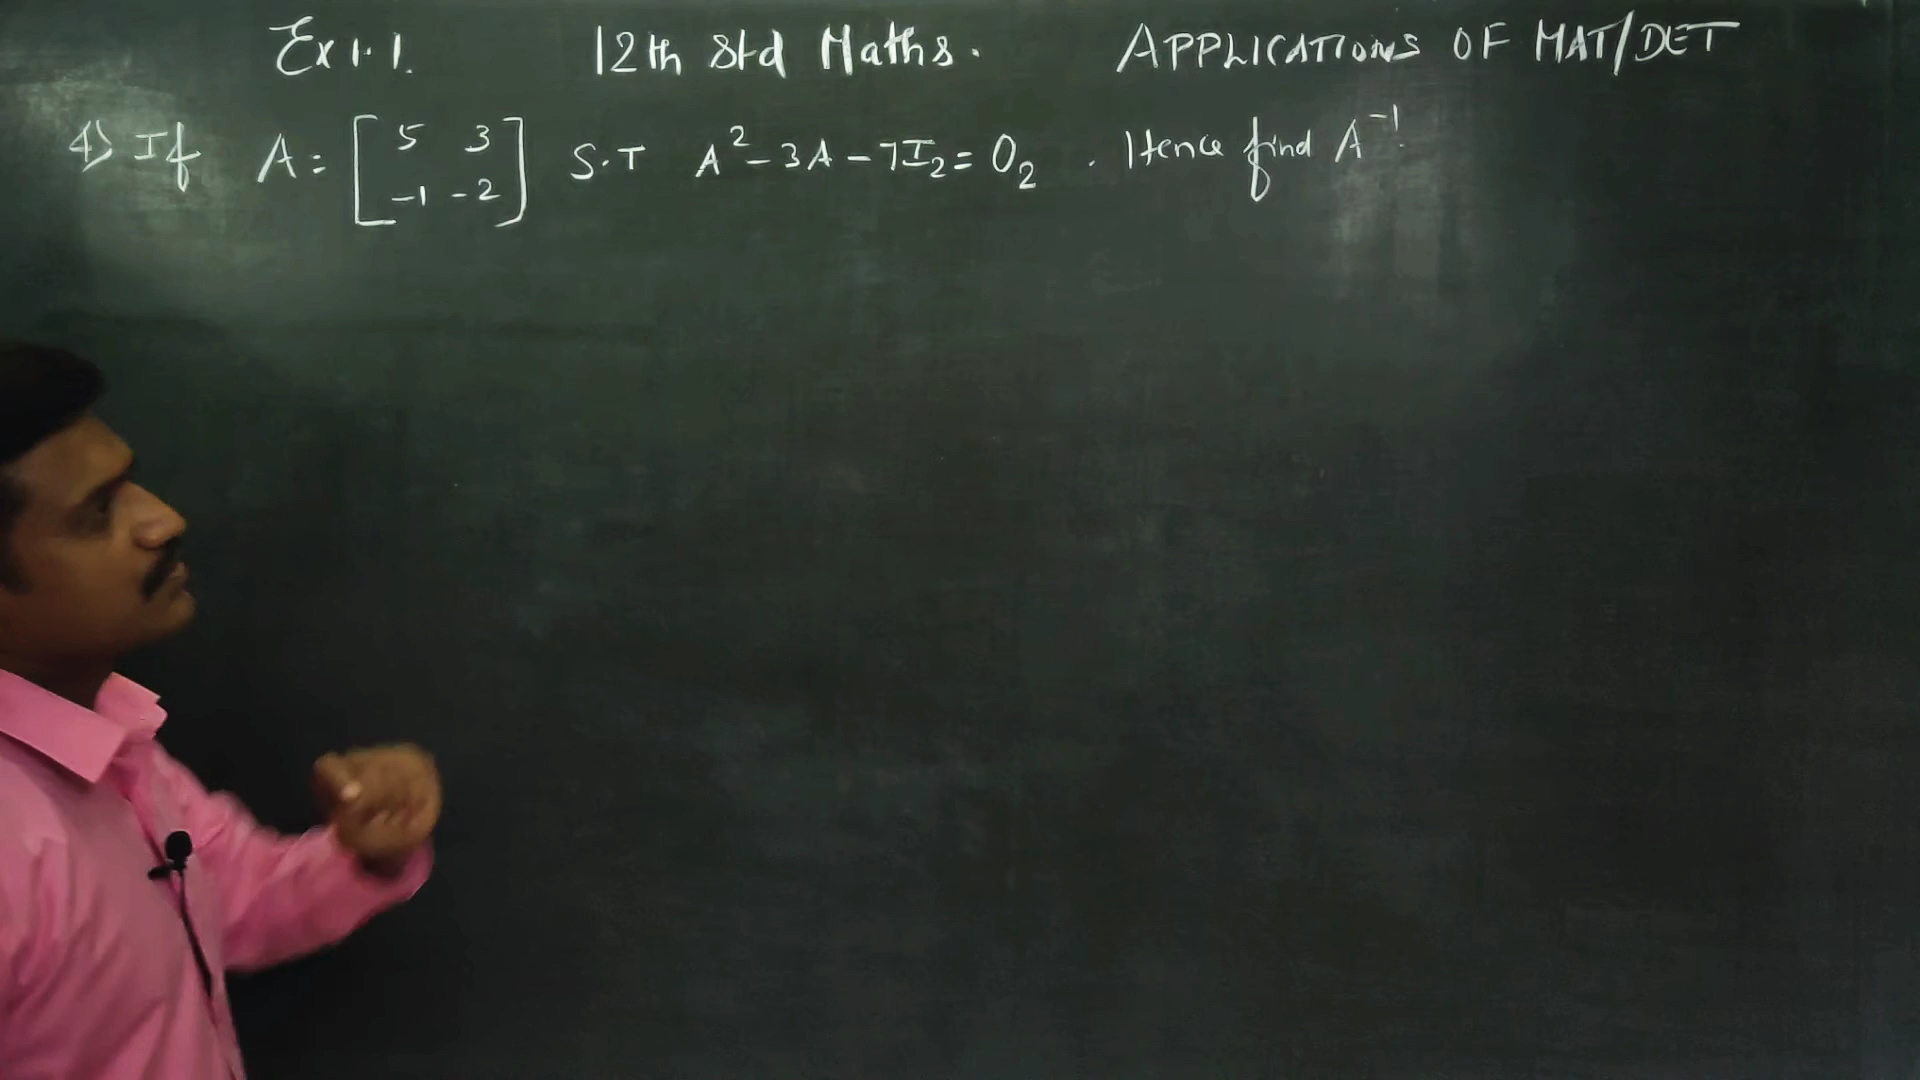 Ex 1.1. 12th Std Maths. APPLICATIONS OF MAT/DET
4) If A = [ 5 3 S.T A² - 3A - 7I₂ = O₂ . Hence find A⁻¹.
-1 -2 ]